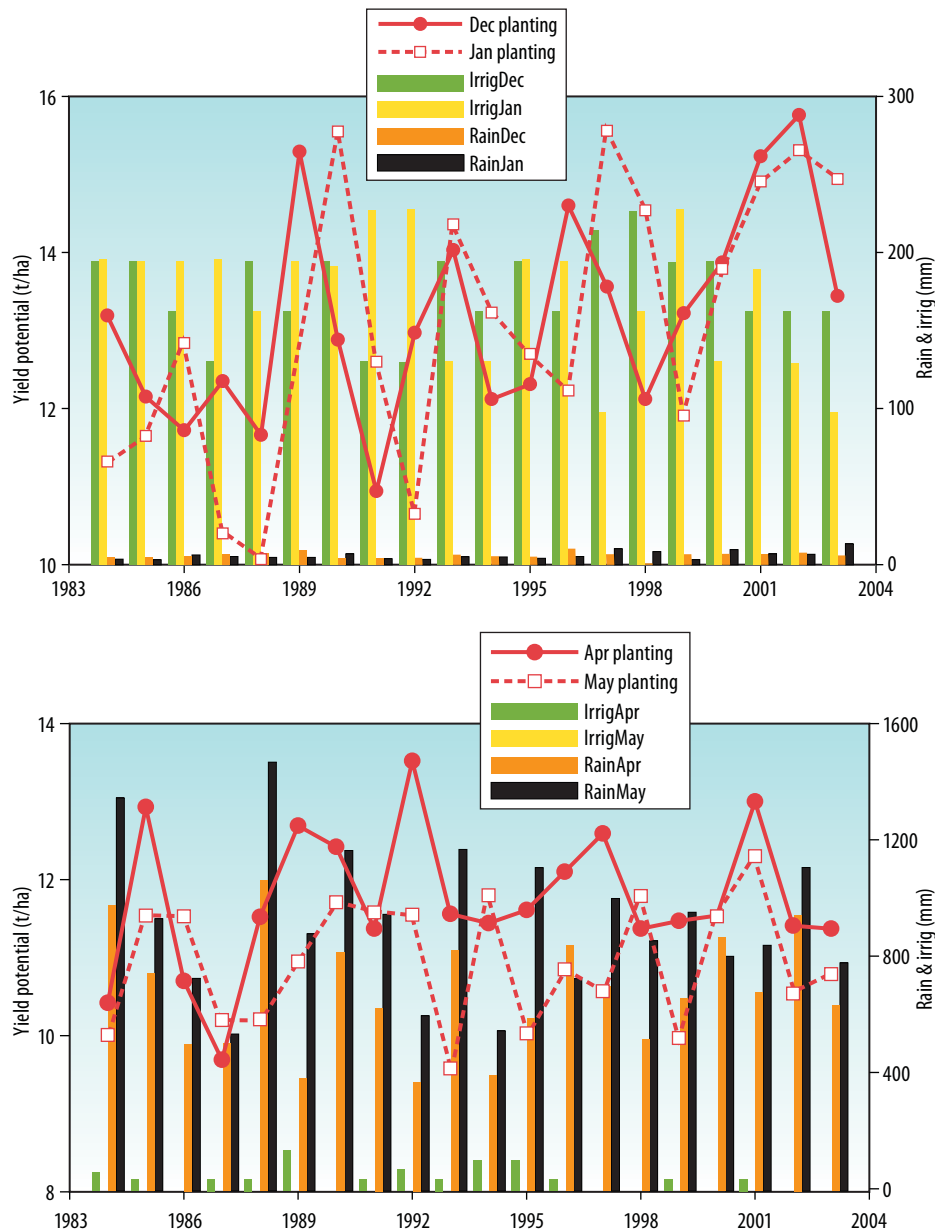 Dec planting
Jan planting
IrrigDec
IrrigJan
RainDec
RainJan
16
14
12
10
Yield potential (t/ha)
300
200
100
0
Rain & irrig (mm)
1983
1986
1989
1992
1995
1998
2001
2004
Apr planting
May planting
IrrigApr
IrrigMay
RainApr
RainMay
14
12
10
8
Yield potential (t/ha)
1600
1200
800
400
0
Rain & irrig (mm)
1983
1986
1989
1992
1995
1998
2001
2004